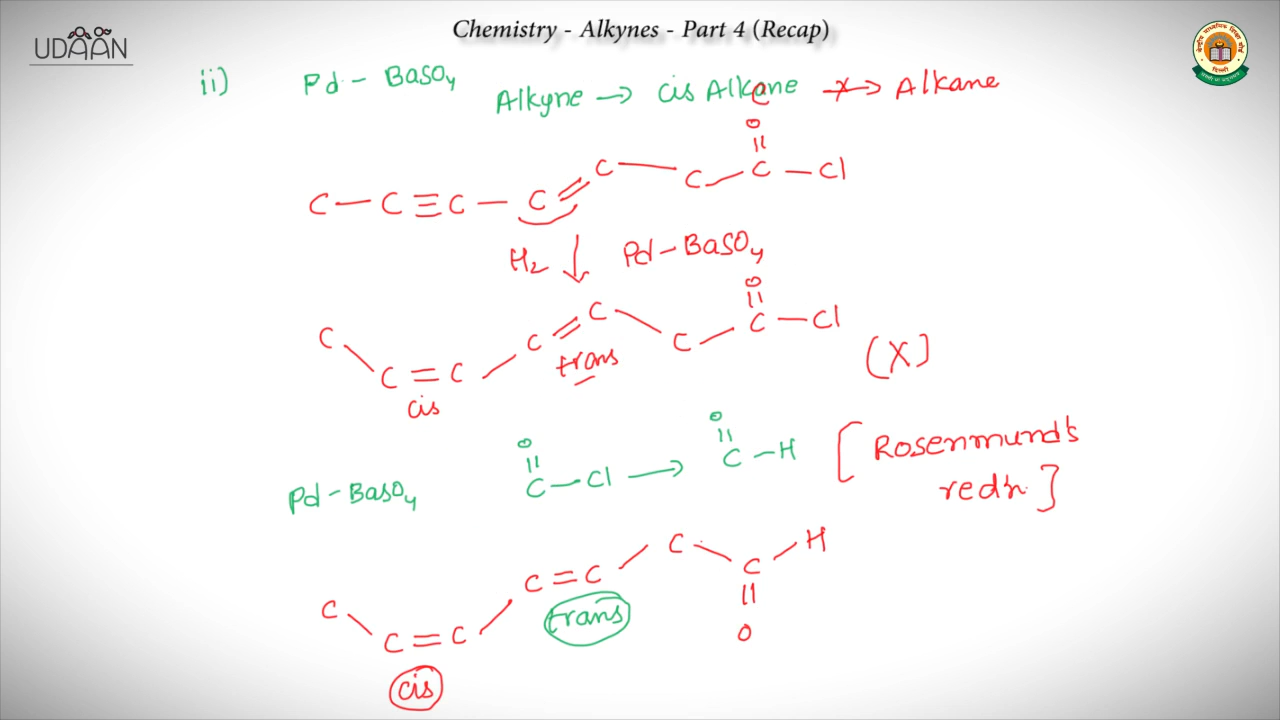 Chemistry - Alkynes - Part 4 (Recap)
UDAAN
ii) Pd - BaSO4 Alkyne → cis Alkene -x-> Alkane
O
C - C ≡ C - C = C - C - C - Cl
H2 ↓ Pd - BaSO4
O
C - C = C - C = C - C - C - Cl
cis trans
(X)
Pd - BaSO4
O O
C - Cl → C - H [Rosenmund's
redn]
C - C = C - C = C - C - C - H
O
cis trans